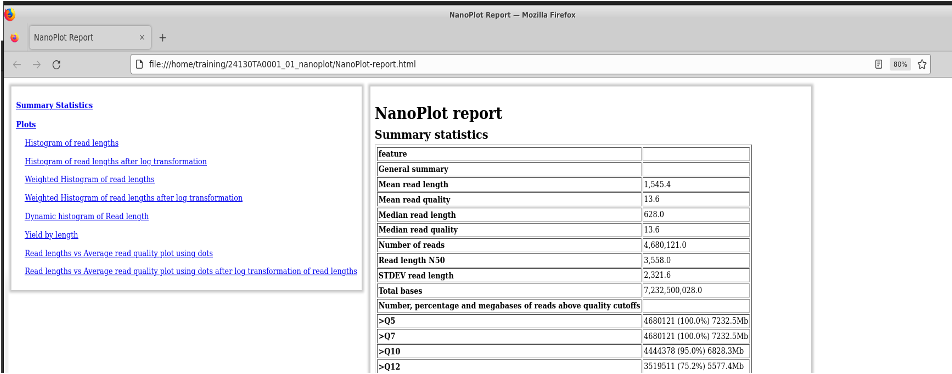 NanoPlot Report — Mozilla Firefox
NanoPlot Report × +
file:///home/training/24130TA0001_01_nanoplot/NanoPlot-report.html 80%
Summary Statistics
Plots
Histogram of read lengths
Histogram of read lengths after log transformation
Weighted Histogram of read lengths
Weighted Histogram of read lengths after log transformation
Dynamic histogram of Read length
Yield by length
Read lengths vs Average read quality plot using dots
Read lengths vs Average read quality plot using dots after log transformation of read lengths
NanoPlot report
Summary statistics
feature
General summary
Mean read length 1,545.4
Mean read quality 13.6
Median read length 628.0
Median read quality 13.6
Number of reads 4,680,121.0
Read length N50 3,558.0
STDEV read length 2,321.6
Total bases 7,232,500,028.0
Number, percentage and megabases of reads above quality cutoffs
>Q5 4680121 (100.0%) 7232.5Mb
>Q7 4680121 (100.0%) 7232.5Mb
>Q10 4444378 (95.0%) 6828.3Mb
>Q12 3519511 (75.2%) 5577.4Mb